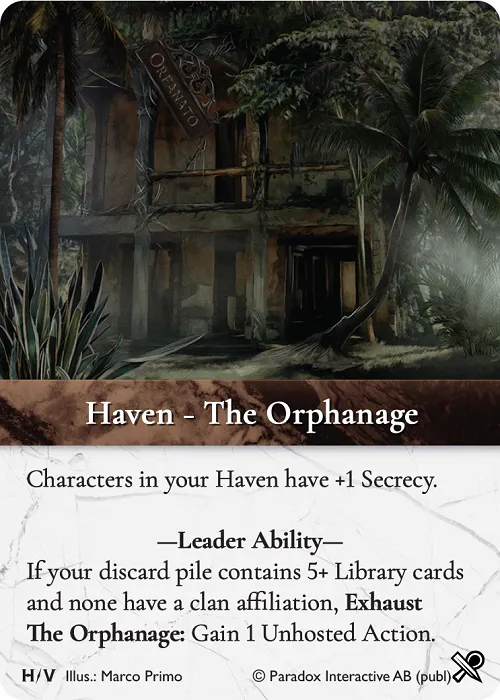 ORFANATO
Haven - The Orphanage
Characters in your Haven have +1 Secrecy.
—Leader Ability—
If your discard pile contains 5+ Library cards
and none have a clan affiliation, Exhaust
The Orphanage: Gain 1 Unhosted Action.
H/V Illus.: Marco Primo © Paradox Interactive AB (publ)